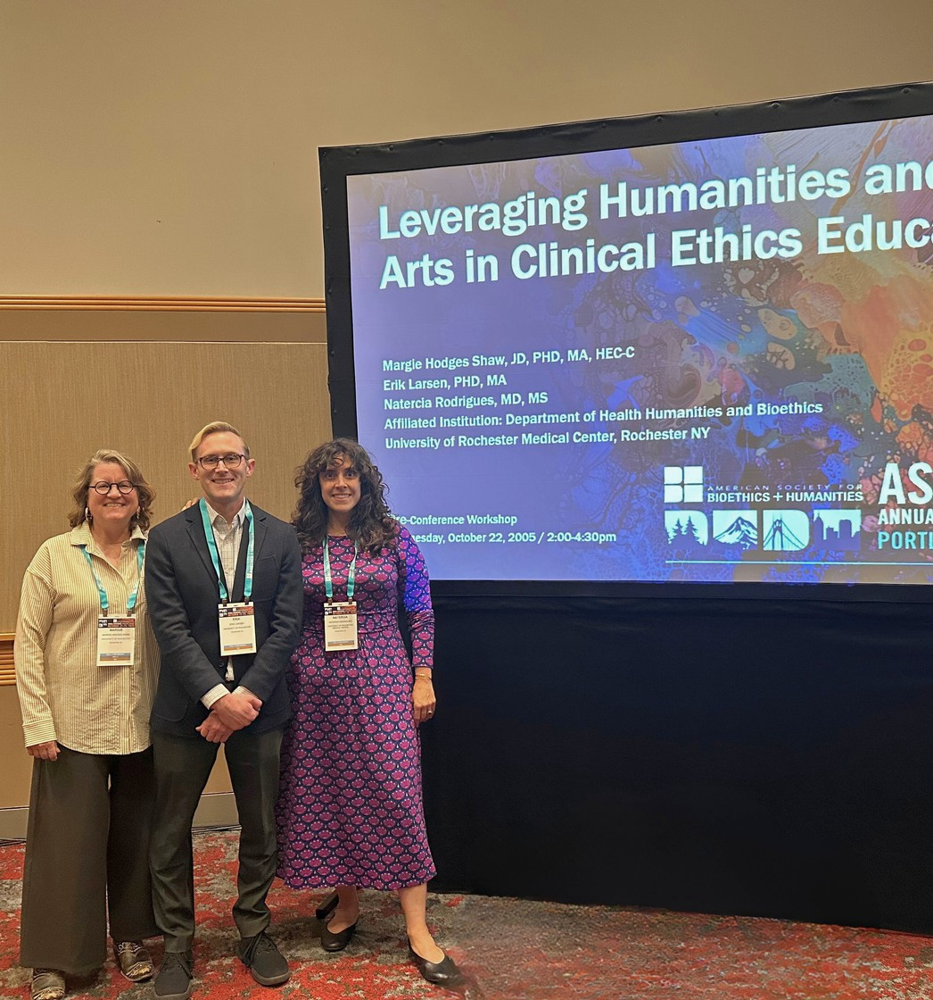 Leveraging Humanities and
Arts in Clinical Ethics Educa
Margie Hodges Shaw, JD, PHD, MA, HEC-C
Erik Larsen, PHD, MA
Natercia Rodrigues, MD, MS
Affiliated Institution: Department of Health Humanities and Bioethics
University of Rochester Medical Center, Rochester NY
re-Conference Workshop
esday, October 22, 2005 / 2:00-4:30pm
AMERICAN SOCIETY FOR
BIOETHICS + HUMANITIES
AS
ANNUA
PORTL
MARGIE
ERIK
NATERCIA